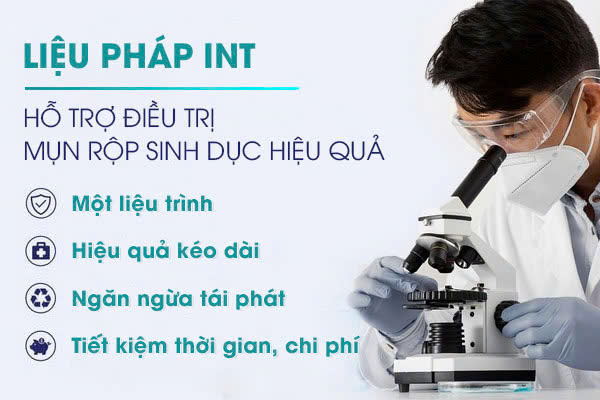 LIỆU PHÁP INT
HỖ TRỢ ĐIỀU TRỊ
MỤN RỘP SINH DỤC HIỆU QUẢ
Một liệu trình
Hiệu quả kéo dài
Ngăn ngừa tái phát
Tiết kiệm thời gian, chi phí